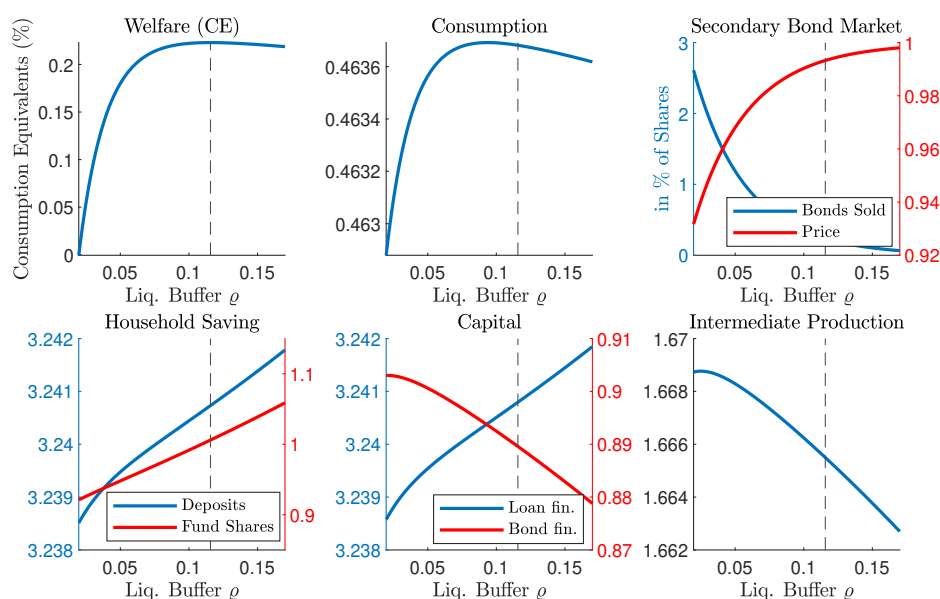 Welfare (CE)
Consumption Equivalents (%)
0.2
0.15
0.1
0.05
0
0.05
0.1
0.15
Liq. Buffer ϱ
Consumption
0.4636
0.4634
0.4632
0.463
0.05
0.1
0.15
Liq. Buffer ϱ
Secondary Bond Market
in % of Shares
3
2
1
0
1
0.98
0.96
0.94
0.92
Bonds Sold
Price
0.05
0.1
0.15
Liq. Buffer ϱ
Household Saving
3.242
3.241
3.24
3.239
3.238
1.1
1
0.9
Deposits
Fund Shares
0.05
0.1
0.15
Liq. Buffer ϱ
Capital
3.242
3.241
3.24
3.239
3.238
0.91
0.9
0.89
0.88
0.87
Loan fin.
Bond fin.
0.05
0.1
0.15
Liq. Buffer ϱ
Intermediate Production
1.67
1.668
1.666
1.664
1.662
0.05
0.1
0.15
Liq. Buffer ϱ